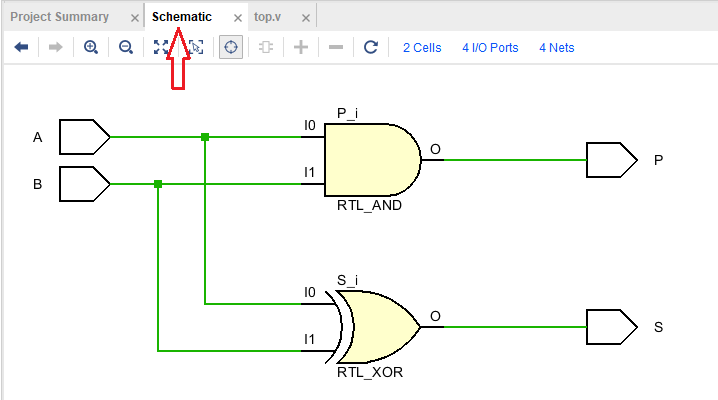 Project Summary Schematic top.v
2 Cells 4 I/O Ports 4 Nets
P_i
A I0
O P
B I1
RTL_AND
S_i
I0
O S
I1
RTL_XOR